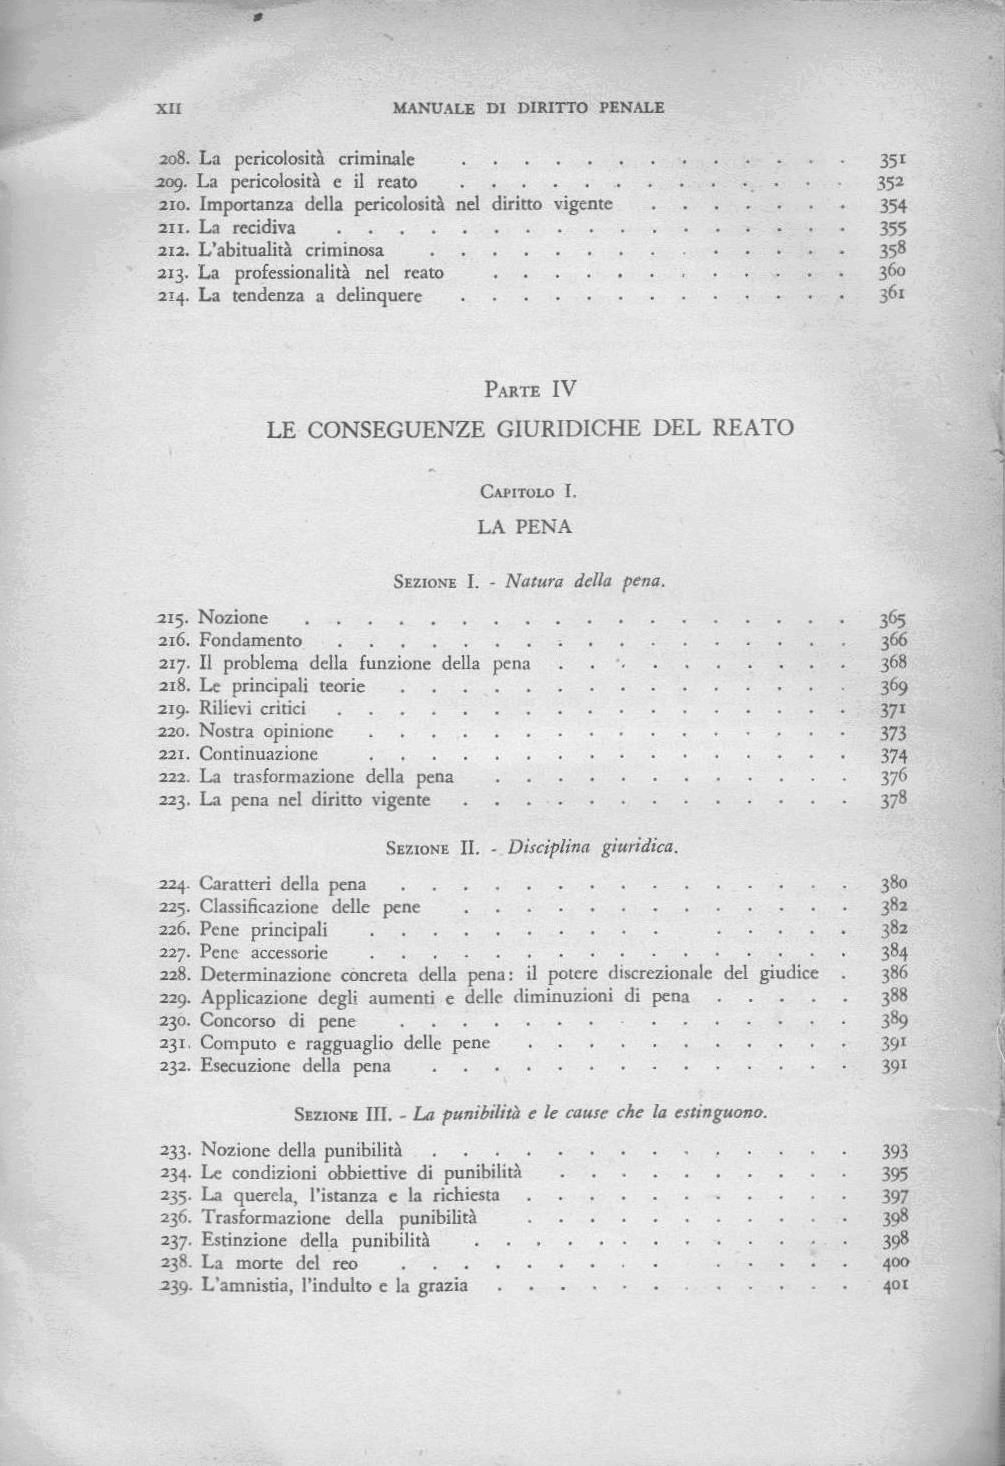 XII MANUALE DI DIRITTO PENALE
208. La pericolosità criminale . . . . . . . . . . . . . 351
209. La pericolosità e il reato . . . . . . . . . . . . . 352
210. Importanza della pericolosità nel diritto vigente . . . . . . . 354
211. La recidiva . . . . . . . . . . . . . . . . . 355
212. L'abitualità criminosa . . . . . . . . . . . . . . 358
213. La professionalità nel reato . . . . . . . . . . . . 360
214. La tendenza a delinquere . . . . . . . . . . . . . 361
PARTE IV
LE CONSEGUENZE GIURIDICHE DEL REATO
CAPITOLO I.
LA PENA
SEZIONE I. - Natura della pena.
215. Nozione . . . . . . . . . . . . . . . . . . 365
216. Fondamento . . . . . . . . . . . . . . . . . 366
217. Il problema della funzione della pena . . . . . . . . . . 368
218. Le principali teorie . . . . . . . . . . . . . . . 369
219. Rilievi critici . . . . . . . . . . . . . . . . . 371
220. Nostra opinione . . . . . . . . . . . . . . . . 373
221. Continuazione . . . . . . . . . . . . . . . . 374
222. La trasformazione della pena . . . . . . . . . . . . 376
223. La pena nel diritto vigente . . . . . . . . . . . . . 378
SEZIONE II. - Disciplina giuridica.
224. Caratteri della pena . . . . . . . . . . . . . . . 380
225. Classificazione delle pene . . . . . . . . . . . . . 382
226. Pene principali . . . . . . . . . . . . . . . 382
227. Pene accessorie . . . . . . . . . . . . . . . . 384
228. Determinazione concreta della pena: il potere discrezionale del giudice . 386
229. Applicazione degli aumenti e delle diminuzioni di pena . . . . . 388
230. Concorso di pene . . . . . . . . . . . . . . 389
231. Computo e ragguaglio delle pene . . . . . . . . . . . 391
232. Esecuzione della pena . . . . . . . . . . . . . . 391
SEZIONE III. - La punibilità e le cause che la estinguono.
233. Nozione della punibilità . . . . . . . . . . . . . . 393
234. Le condizioni obbiettive di punibilità . . . . . . . . . . 395
235. La querela, l'istanza e la richiesta . . . . . . . . . . . 397
236. Trasformazione della punibilità . . . . . . . . . . . 398
237. Estinzione della punibilità . . . . . . . . . . . . . 398
238. La morte del reo . . . . . . . . . . . . . . 400
239. L'amnistia, l'indulto e la grazia . . . . . . . . . . . . 401